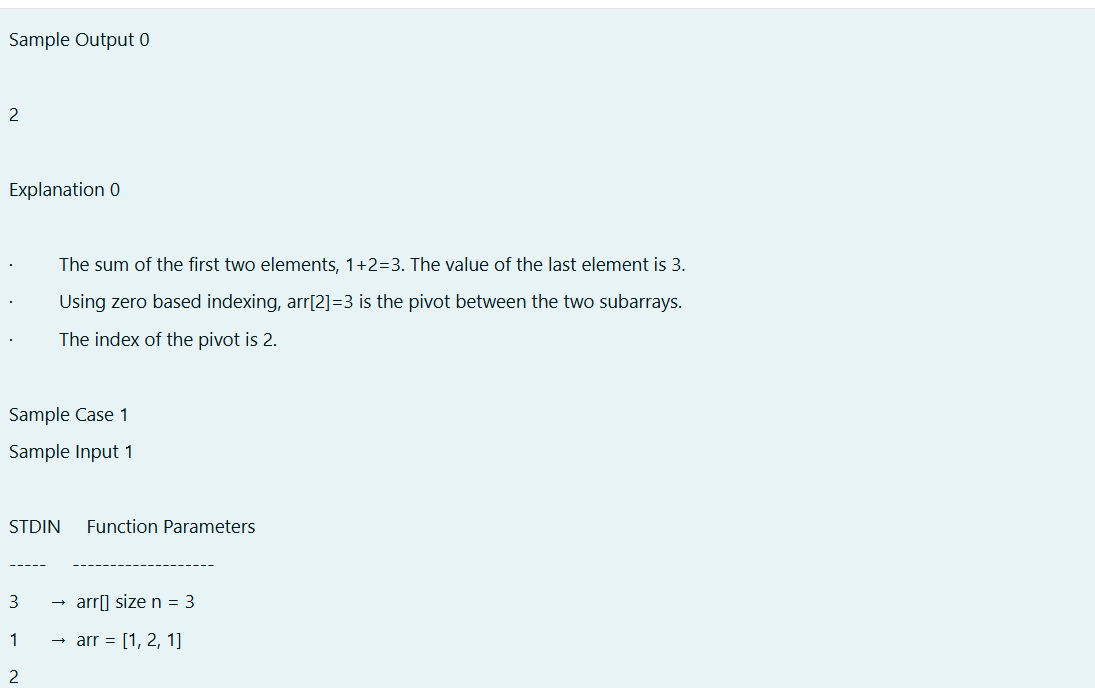 Sample Output 0
2
Explanation 0
· The sum of the first two elements, 1+2=3. The value of the last element is 3.
· Using zero based indexing, arr[2]=3 is the pivot between the two subarrays.
· The index of the pivot is 2.
Sample Case 1
Sample Input 1
STDIN Function Parameters
----- -------------------
3 → arr[] size n = 3
1 → arr = [1, 2, 1]
2